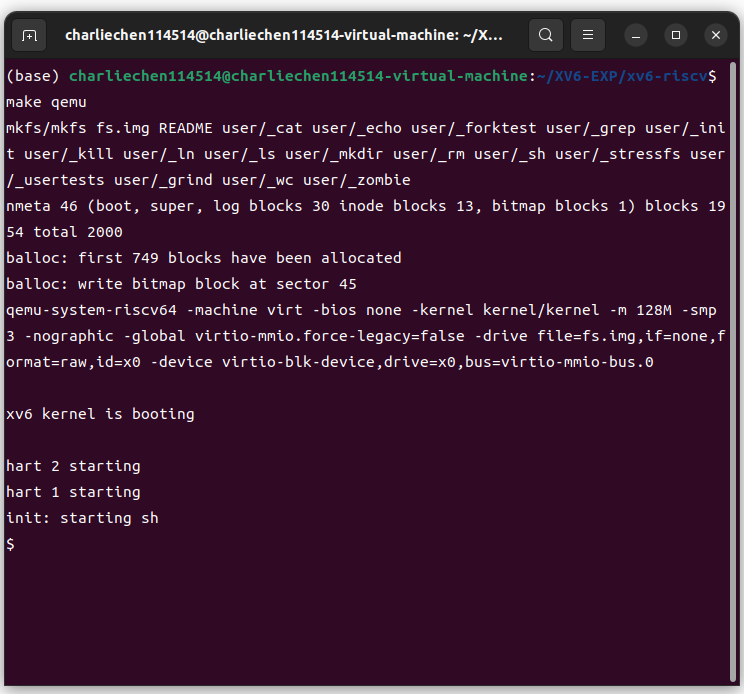 charliechen114514@charliechen114514-virtual-machine: ~/X...
(base) charliechen114514@charliechen114514-virtual-machine:~/XV6-EXP/xv6-riscv$
make qemu
mkfs/mkfs fs.img README user/_cat user/_echo user/_forktest user/_grep user/_ini
t user/_kill user/_ln user/_ls user/_mkdir user/_rm user/_sh user/_stressfs user
/_usertests user/_grind user/_wc user/_zombie
nmeta 46 (boot, super, log blocks 30 inode blocks 13, bitmap blocks 1) blocks 19
54 total 2000
balloc: first 749 blocks have been allocated
balloc: write bitmap block at sector 45
qemu-system-riscv64 -machine virt -bios none -kernel kernel/kernel -m 128M -smp
3 -nographic -global virtio-mmio.force-legacy=false -drive file=fs.img,if=none,f
ormat=raw,id=x0 -device virtio-blk-device,drive=x0,bus=virtio-mmio-bus.0
xv6 kernel is booting
hart 2 starting
hart 1 starting
init: starting sh
$